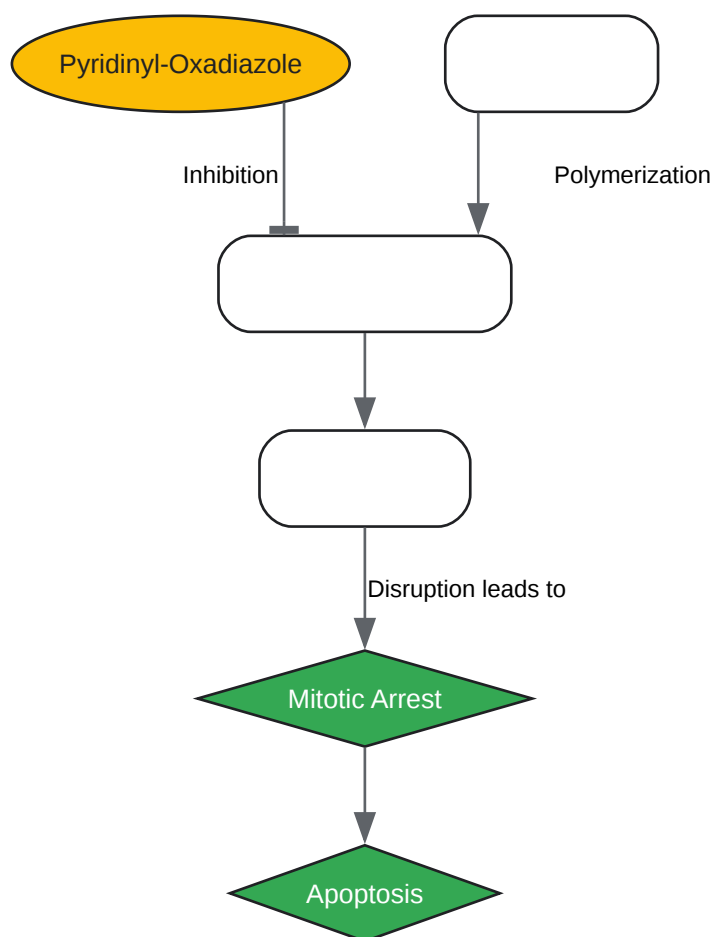 Pyridinyl-Oxadiazole
Inhibition
Polymerization
Disruption leads to
Mitotic Arrest
Apoptosis